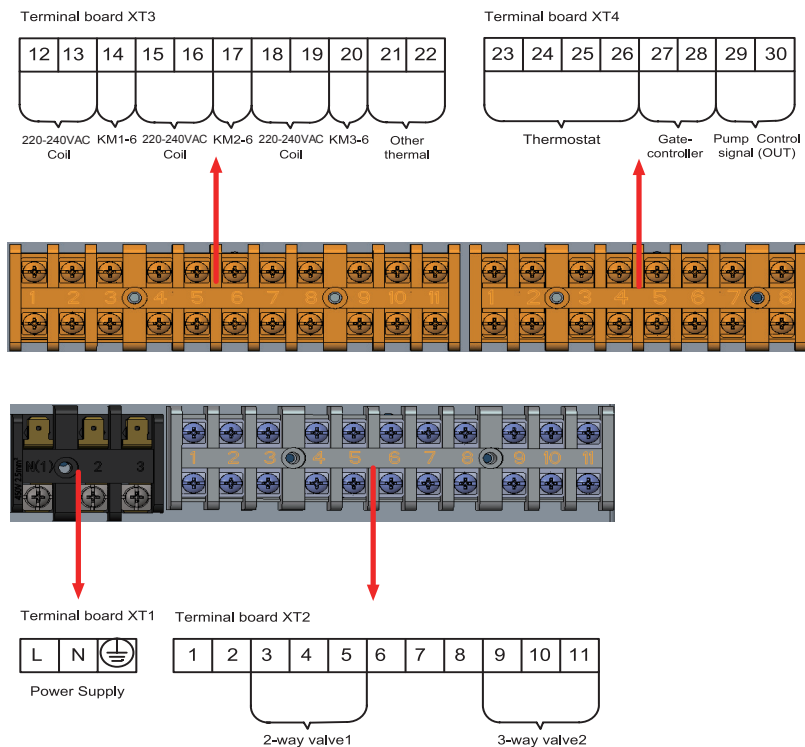 Terminal board XT3
Terminal board XT4
12 13 14 15 16 17 18 19 20 21 22
23 24 25 26 27 28 29 30
220-240VAC Coil
KM1-6
220-240VAC Coil
KM2-6
220-240VAC Coil
KM3-6
Other thermal
Thermostat
Gate-controller
Pump signal
Control (OUT)
1 2 3 4 5 6 7 8 9 10 11
1 2 3 4 5 6 7 8
N(1) 2 3
450V25mm²
1 2 3 4 5 6 7 8 9 10 11
Terminal board XT1
Terminal board XT2
L N
1 2 3 4 5 6 7 8 9 10 11
Power Supply
2-way valve1
3-way valve2